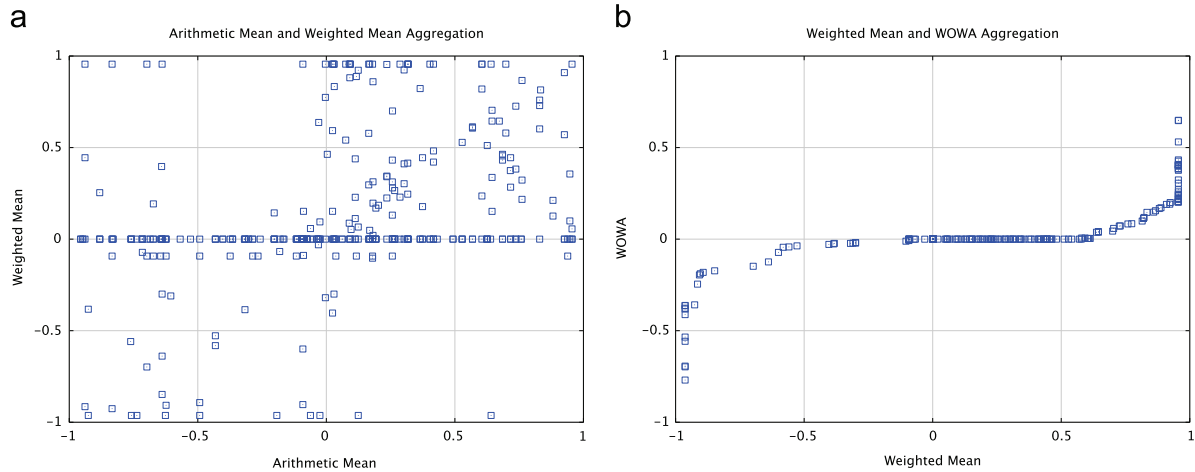 a
Arithmetic Mean and Weighted Mean Aggregation
1
0.5
0
−0.5
−1
−1
−0.5
0
0.5
1
Weighted Mean
Arithmetic Mean
b
Weighted Mean and WOWA Aggregation
1
0.5
0
−0.5
−1
−1
−0.5
0
0.5
1
WOWA
Weighted Mean